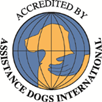 ACCREDITED BY
ASSISTANCE DOGS INTERNATIONAL